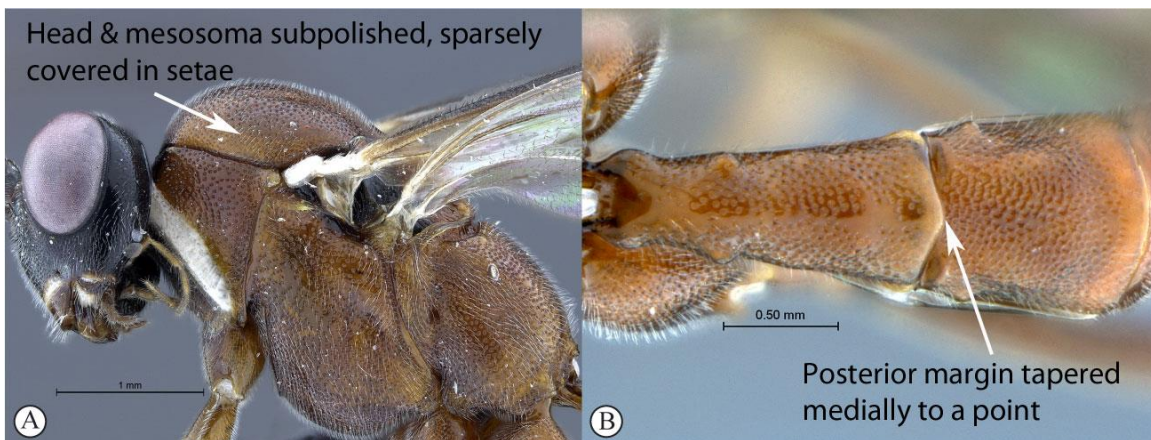 Head & mesosoma subpolished, sparsely
covered in setae
1 mm
A
0.50 mm
Posterior margin tapered
medially to a point
B